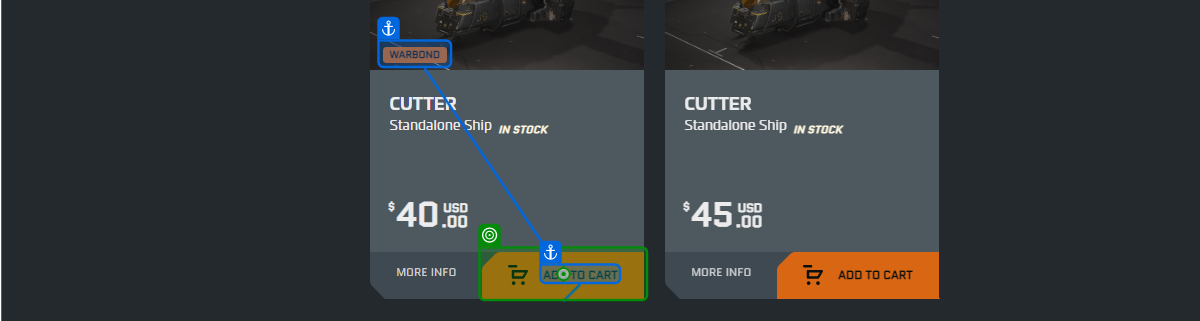 WARBOND
CUTTER
Standalone Ship IN STOCK
$40 USD .00
MORE INFO
ADD TO CART
CUTTER
Standalone Ship IN STOCK
$45 USD .00
MORE INFO
ADD TO CART